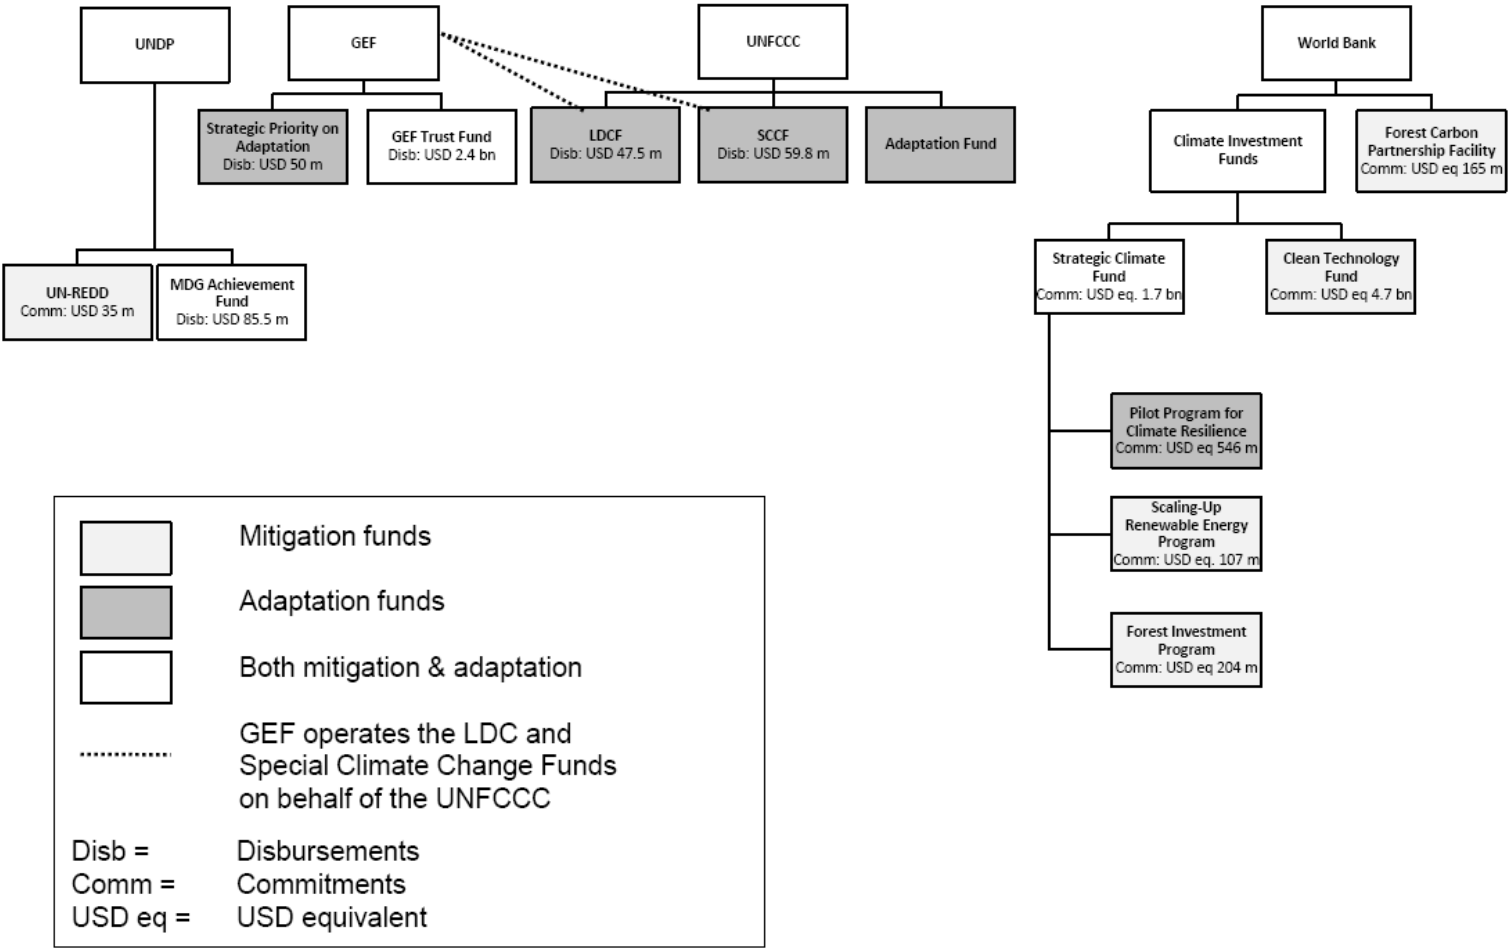 UNDP
GEF
UNFCCC
World Bank
Strategic Priority on
Adaptation
Disb: USD 50 m
GEF Trust Fund
Disb: USD 2.4 bn
LDCF
Disb: USD 47.5 m
SCCF
Disb: USD 59.8 m
Adaptation Fund
Climate Investment
Funds
Forest Carbon
Partnership Facility
Comm: USD eq 165 m
UN-REDD
Comm: USD 35 m
MDG Achievement
Fund
Disb: USD 85.5 m
Strategic Climate
Fund
Comm: USD eq. 1.7 bn
Clean Technology
Fund
Comm: USD eq 4.7 bn
Pilot Program for
Climate Resilience
Comm: USD eq 546 m
Scaling-Up
Renewable Energy
Program
Comm: USD eq. 107 m
Forest Investment
Program
Comm: USD eq 204 m
Mitigation funds
Adaptation funds
Both mitigation & adaptation
GEF operates the LDC and
Special Climate Change Funds
on behalf of the UNFCCC
Disb = Disbursements
Comm = Commitments
USD eq = USD equivalent